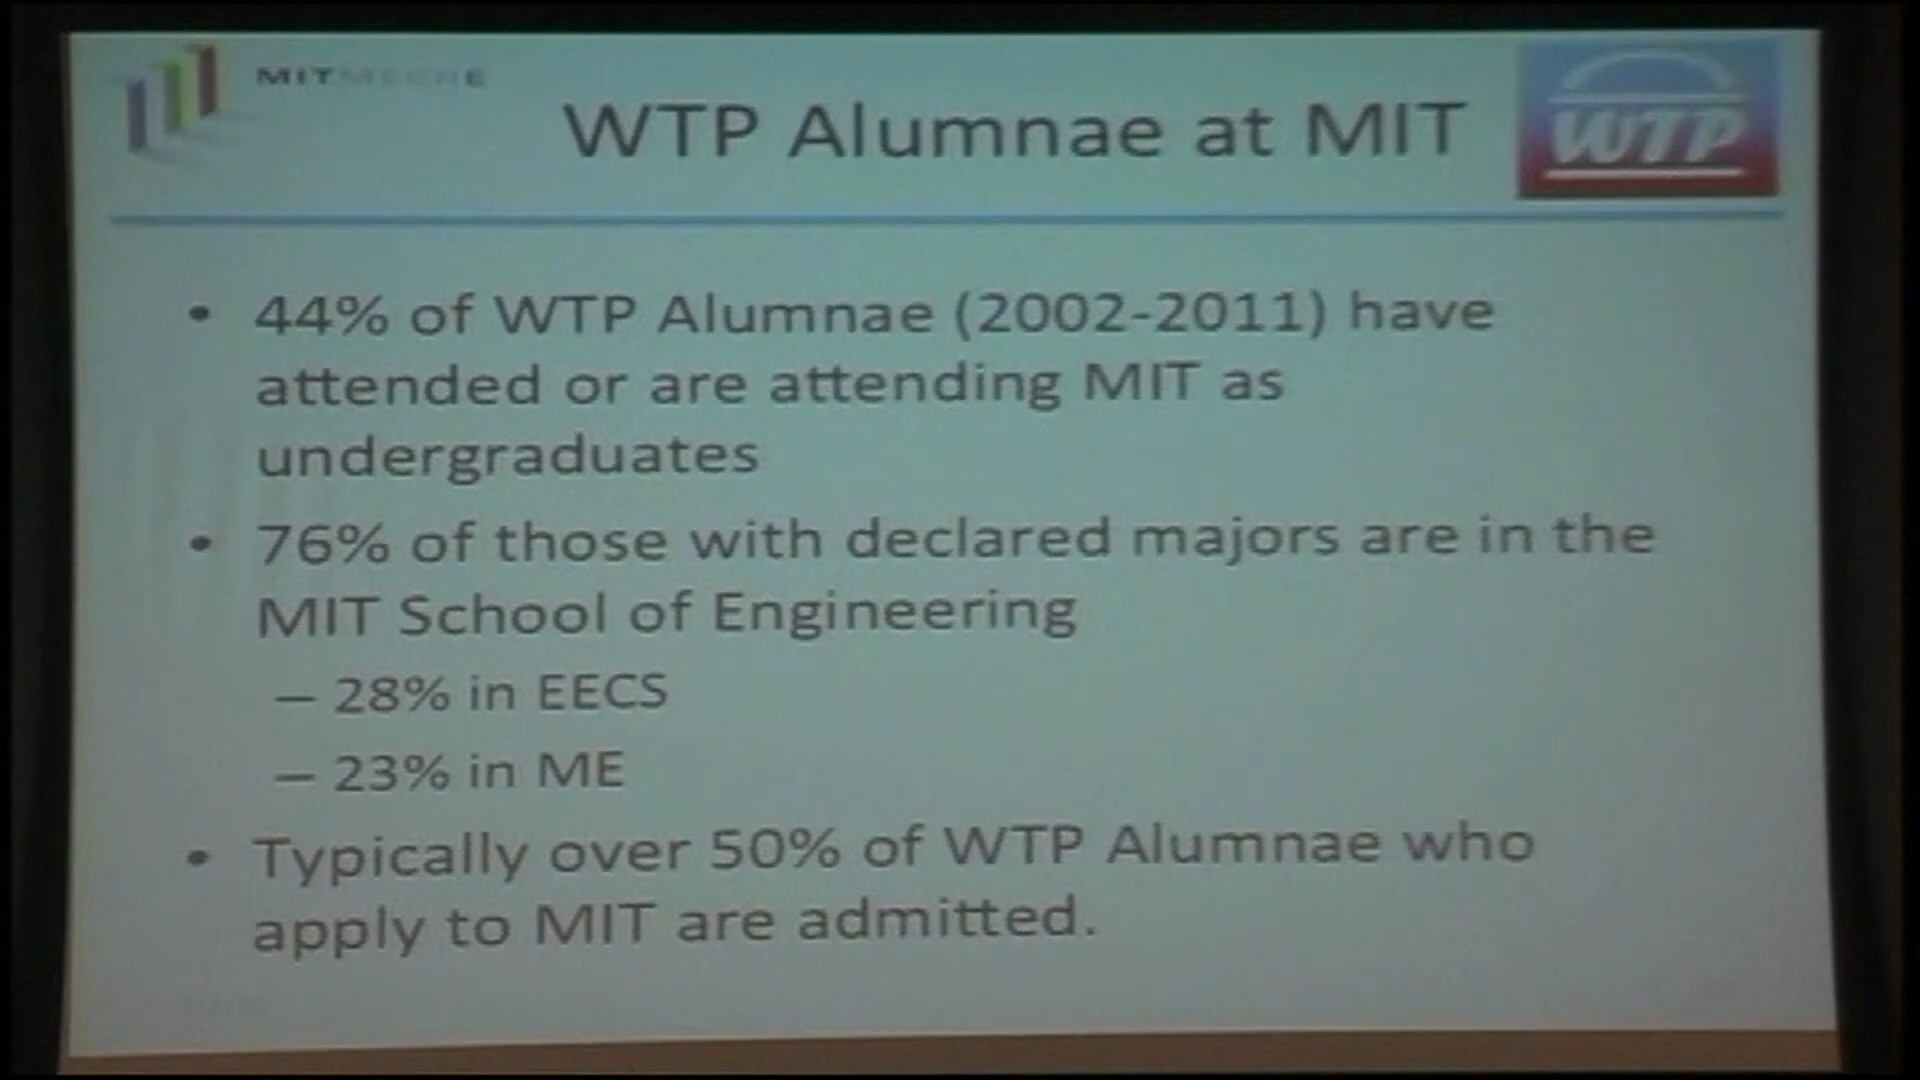 MITMECHE
WTP Alumnae at MIT
WTP
• 44% of WTP Alumnae (2002-2011) have
attended or are attending MIT as
undergraduates
• 76% of those with declared majors are in the
MIT School of Engineering
– 28% in EECS
– 23% in ME
• Typically over 50% of WTP Alumnae who
apply to MIT are admitted.